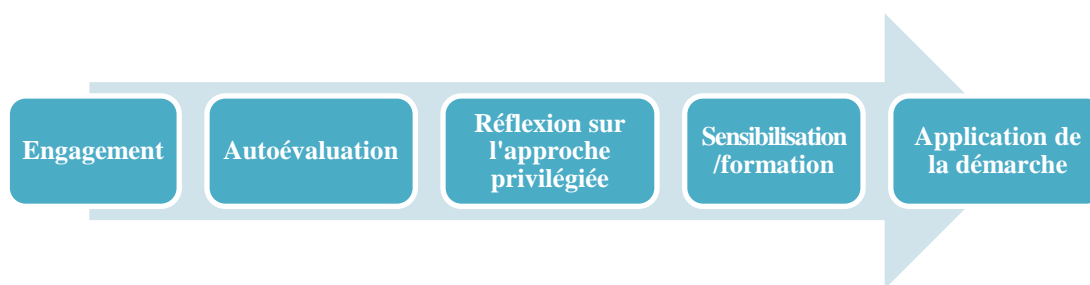 Engagement
Autoévaluation
Réflexion sur
l'approche
privilégiée
Sensibilisation
/formation
Application de
la démarche